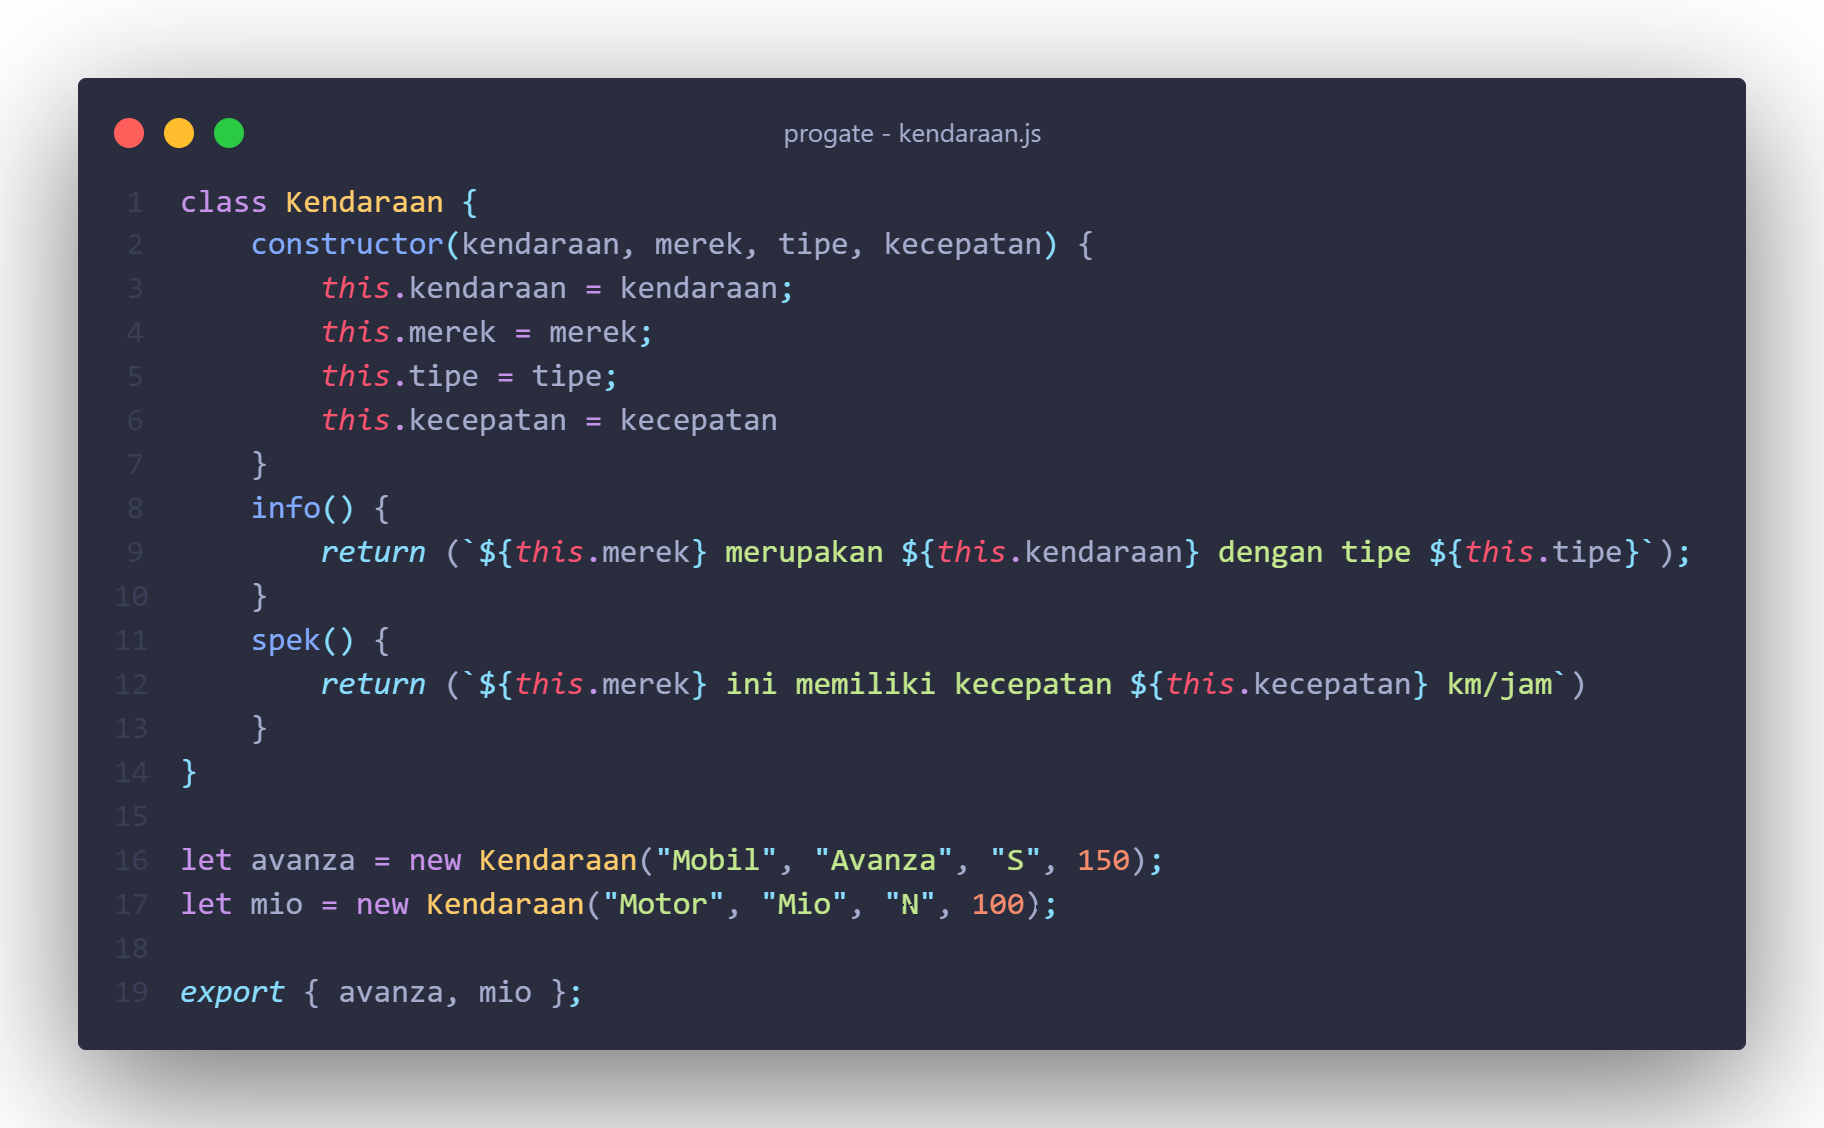 progate - kendaraan.js
1 class Kendaraan {
2     constructor(kendaraan, merek, tipe, kecepatan) {
3         this.kendaraan = kendaraan;
4         this.merek = merek;
5         this.tipe = tipe;
6         this.kecepatan = kecepatan
7     }
8     info() {
9         return (`${this.merek} merupakan ${this.kendaraan} dengan tipe ${this.tipe}`);
10     }
11     spek() {
12         return (`${this.merek} ini memiliki kecepatan ${this.kecepatan} km/jam`)
13     }
14 }
15
16 let avanza = new Kendaraan("Mobil", "Avanza", "S", 150);
17 let mio = new Kendaraan("Motor", "Mio", "N", 100);
18
19 export { avanza, mio };